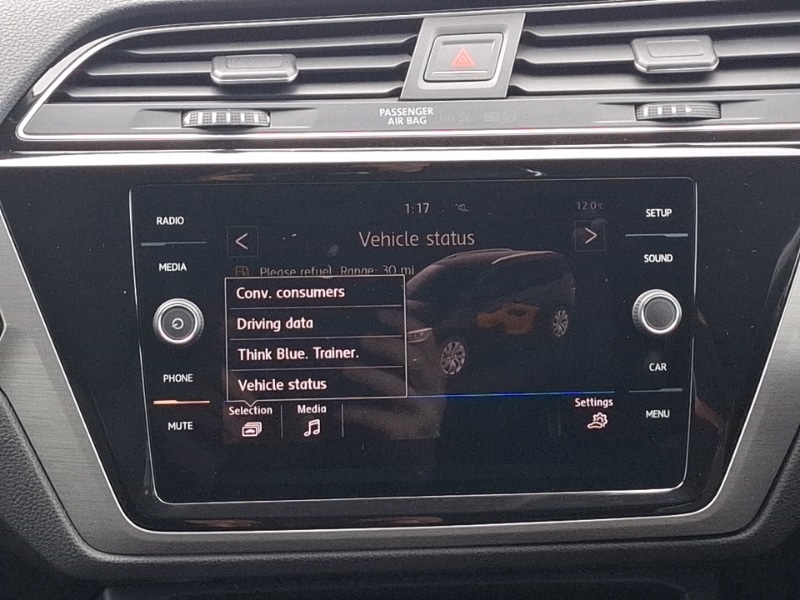 PASSENGER
AIR BAG
RADIO
MEDIA
PHONE
MUTE
1:17
12.0°c
Vehicle status
Please refuel. Range: 30 mi
Conv. consumers
Driving data
Think Blue. Trainer.
Vehicle status
Selection
Media
Settings
SETUP
SOUND
CAR
MENU